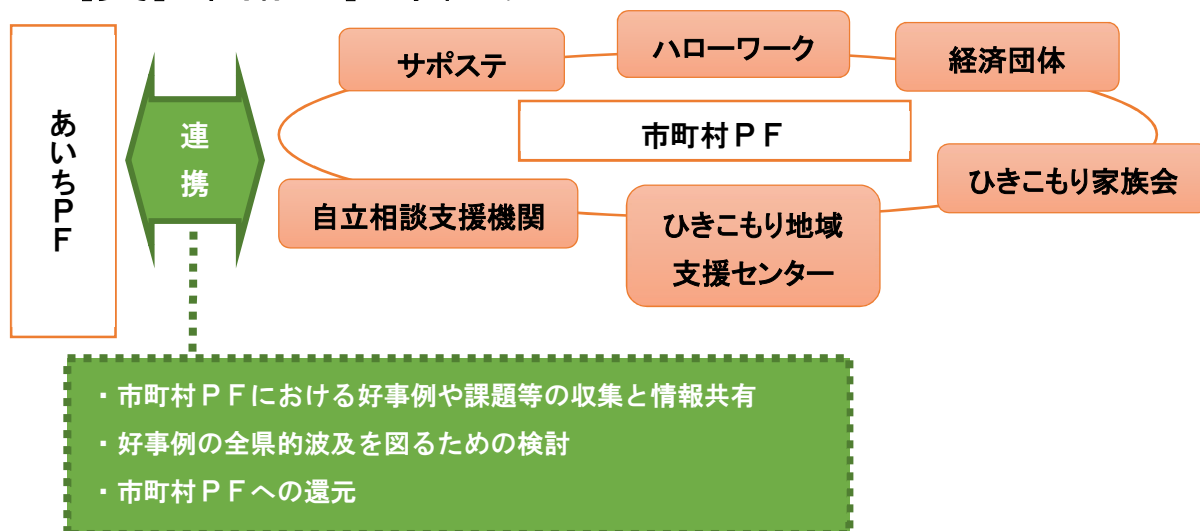 サポステ
ハローワーク
経済団体
あいちPF
連
携
市町村PF
ひきこもり家族会
自立相談支援機関
ひきこもり地域
支援センター
・市町村PFにおける好事例や課題等の収集と情報共有
・好事例の全県的波及を図るための検討
・市町村PFへの還元